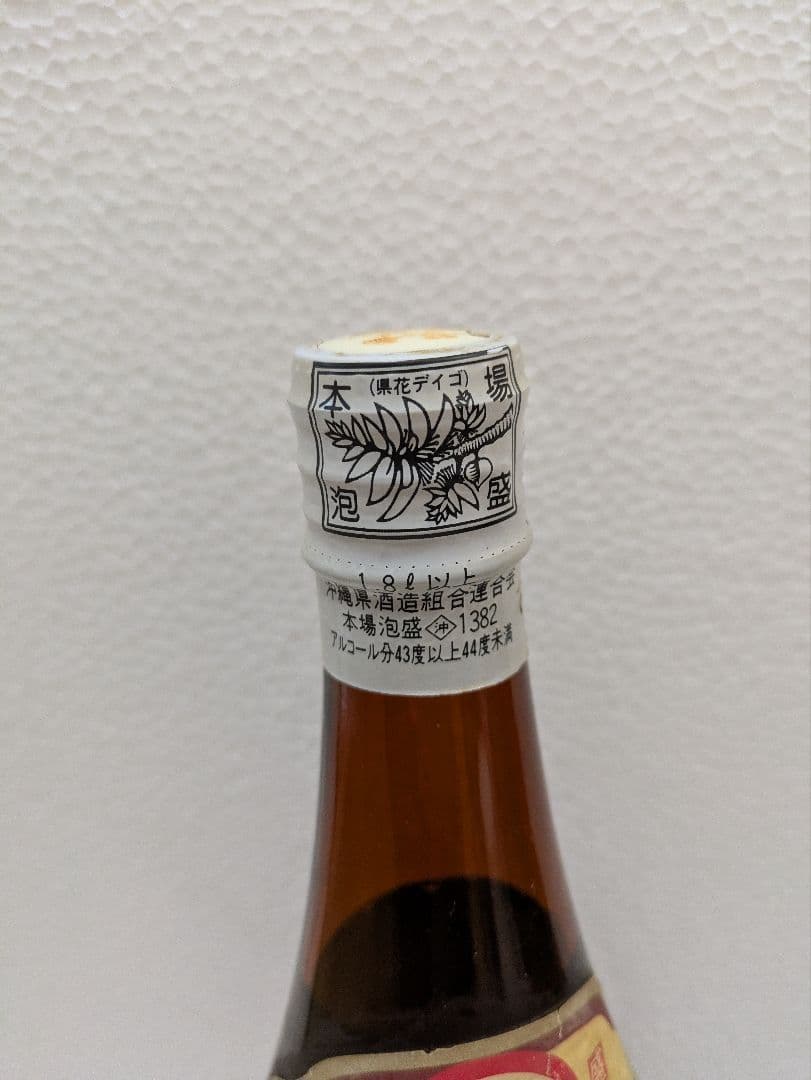 本 (県花デイゴ) 場
泡 盛
1.8ℓ以上
沖縄県酒造組合連合会
本場泡盛 沖 1382
アルコール分43度以上44度未満